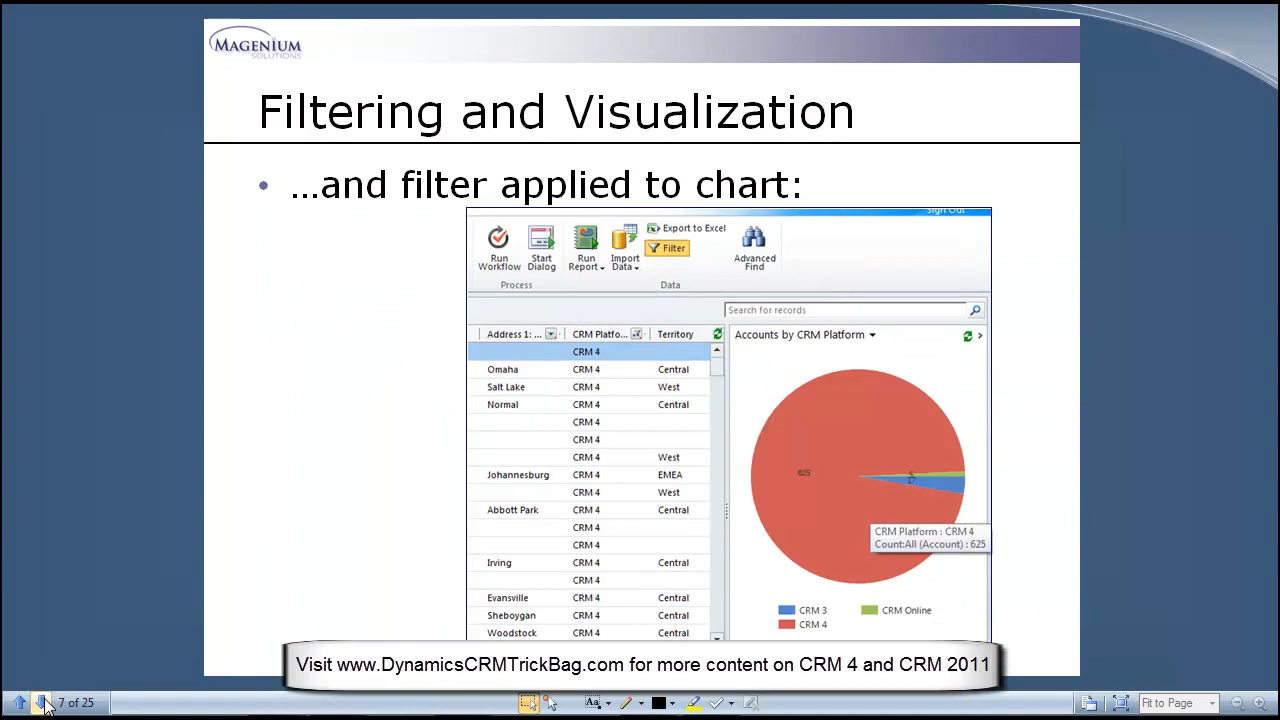 MAGENIUM
SOLUTIONS
Filtering and Visualization
• …and filter applied to chart:
Sign Out
Run Workflow
Start Dialog
Run Report
Import Data
Export to Excel
Filter
Advanced Find
Process
Data
Search for records
Address 1: ... CRM Platfo... Territory
Accounts by CRM Platform
CRM 4
Omaha CRM 4 Central
Salt Lake CRM 4 West
Normal CRM 4 Central
CRM 4
CRM 4
CRM 4 West
Johannesburg CRM 4 EMEA
CRM 4 West
Abbott Park CRM 4 Central
CRM 4
CRM 4
Irving CRM 4 Central
CRM 4
Evansville CRM 4 Central
Sheboygan CRM 4 Central
Woodstock CRM 4 Central
625
5
CRM Platform : CRM 4
Count:All (Account) : 625
CRM 3
CRM Online
CRM 4
Visit www.DynamicsCRMTrickBag.com for more content on CRM 4 and CRM 2011
7 of 25
Aa
Fit to Page